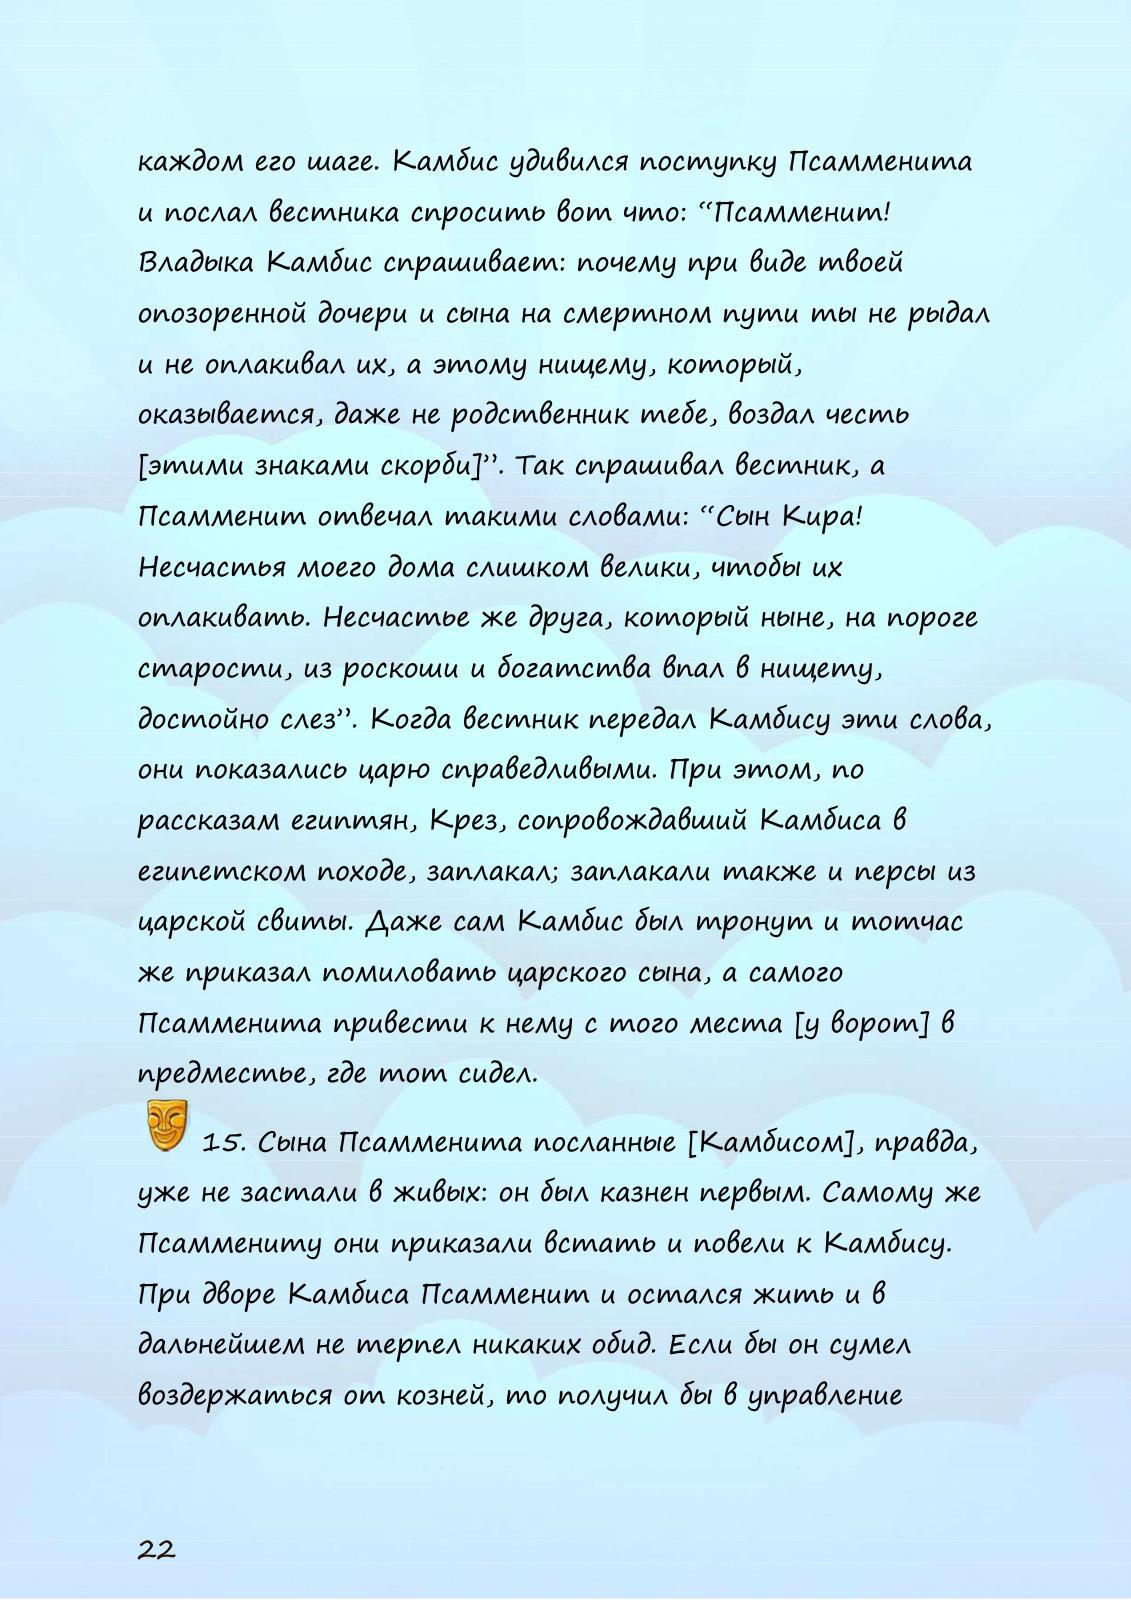 каждом его шаге. Камбис удивился поступку Псамменита
и послал вестника спросить вот что: “Псамменит!
Владыка Камбис спрашивает: почему при виде твоей
опозоренной дочери и сына на смертном пути ты не рыдал
и не оплакивал их, а этому нищему, который,
оказывается, даже не родственник тебе, воздал честь
[этими знаками скорби]”. Так спрашивал вестник, а
Псамменит отвечал такими словами: “Сын Кира!
Несчастья моего дома слишком велики, чтобы их
оплакивать. Несчастье же друга, который ныне, на пороге
старости, из роскоши и богатства впал в нищету,
достойно слез”. Когда вестник передал Камбису эти слова,
они показались царю справедливыми. При этом, по
рассказам египтян, Крез, сопровождавший Камбиса в
египетском походе, заплакал; заплакали также и персы из
царской свиты. Даже сам Камбис был тронут и тотчас
же приказал помиловать царского сына, а самого
Псамменита привести к нему с того места [у ворот] в
предместье, где тот сидел.
15. Сына Псамменита посланные [Камбисом], правда,
уже не застали в живых: он был казнен первым. Самому же
Псаммениту они приказали встать и повели к Камбису.
При дворе Камбиса Псамменит и остался жить и в
дальнейшем не терпел никаких обид. Если бы он сумел
воздержаться от козней, то получил бы в управление
22